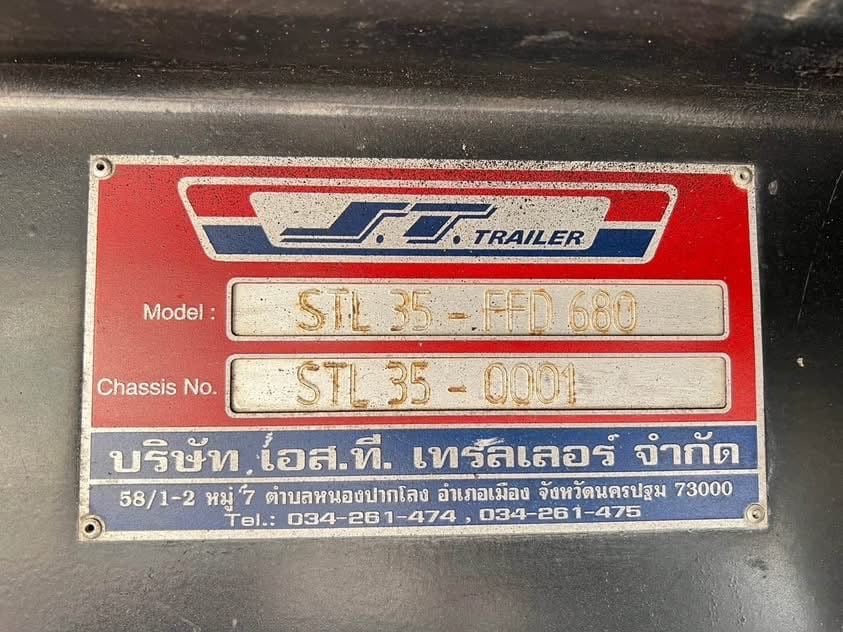 S.T. TRAILER
Model : STL 35 - FFD 680
Chassis No. STL 35 - 0001
บริษัท เอส.ที. เทรลเลอร์ จำกัด
58/1-2 หมู่ 7 ตำบลหนองปากโลง อำเภอเมือง จังหวัดนครปฐม 73000
Tel.: 034-261-474 , 034-261-475